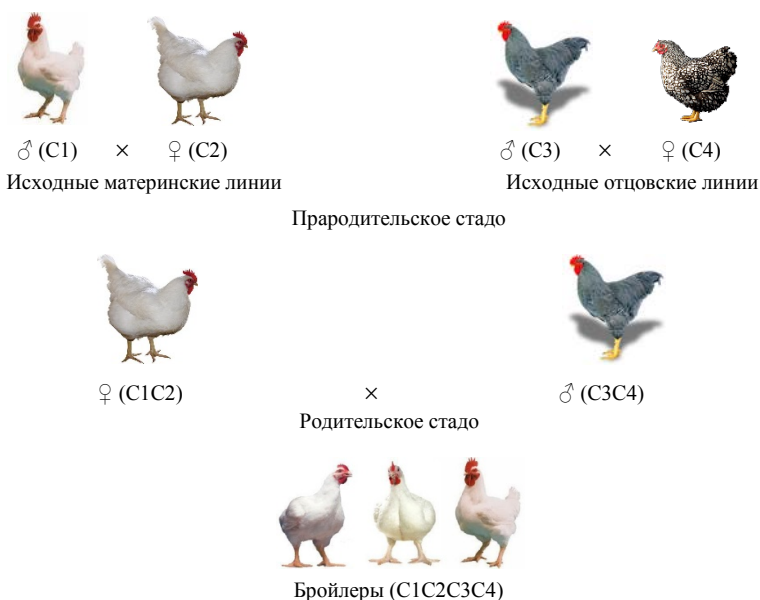 ♂ (С1) × ♀ (С2) ♂ (С3) × ♀ (С4)
Исходные материнские линии Исходные отцовские линии
Прародительское стадо
♀ (С1С2) × ♂ (С3С4)
Родительское стадо
Бройлеры (С1С2С3С4)